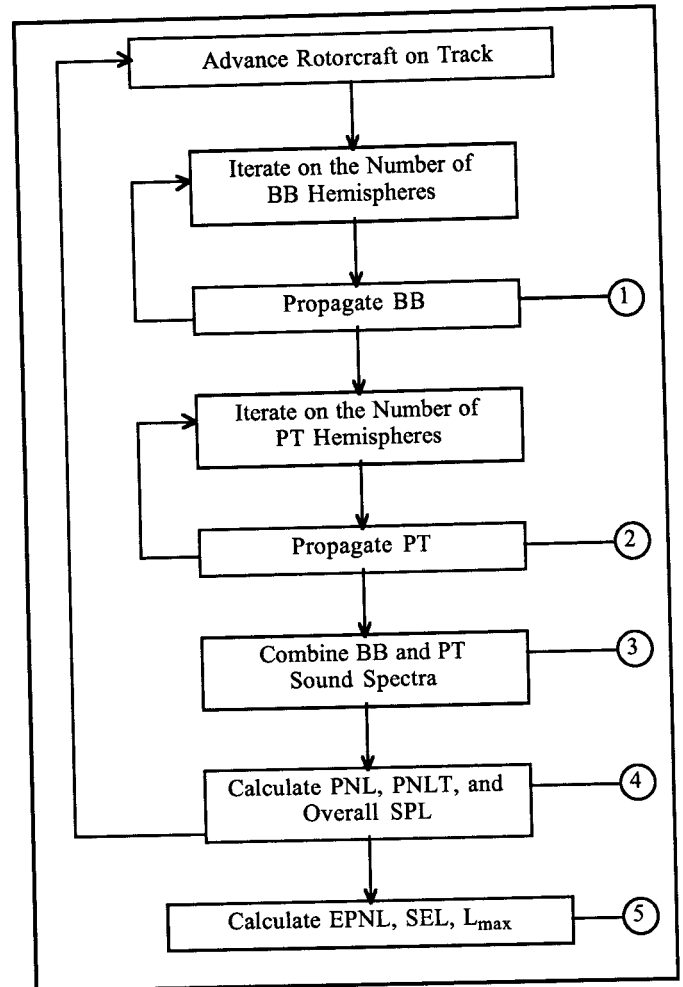 Advance Rotorcraft on Track
Iterate on the Number of
BB Hemispheres
Propagate BB
1
Iterate on the Number of
PT Hemispheres
Propagate PT
2
Combine BB and PT
Sound Spectra
3
Calculate PNL, PNLT, and
Overall SPL
4
Calculate EPNL, SEL, Lmax
5